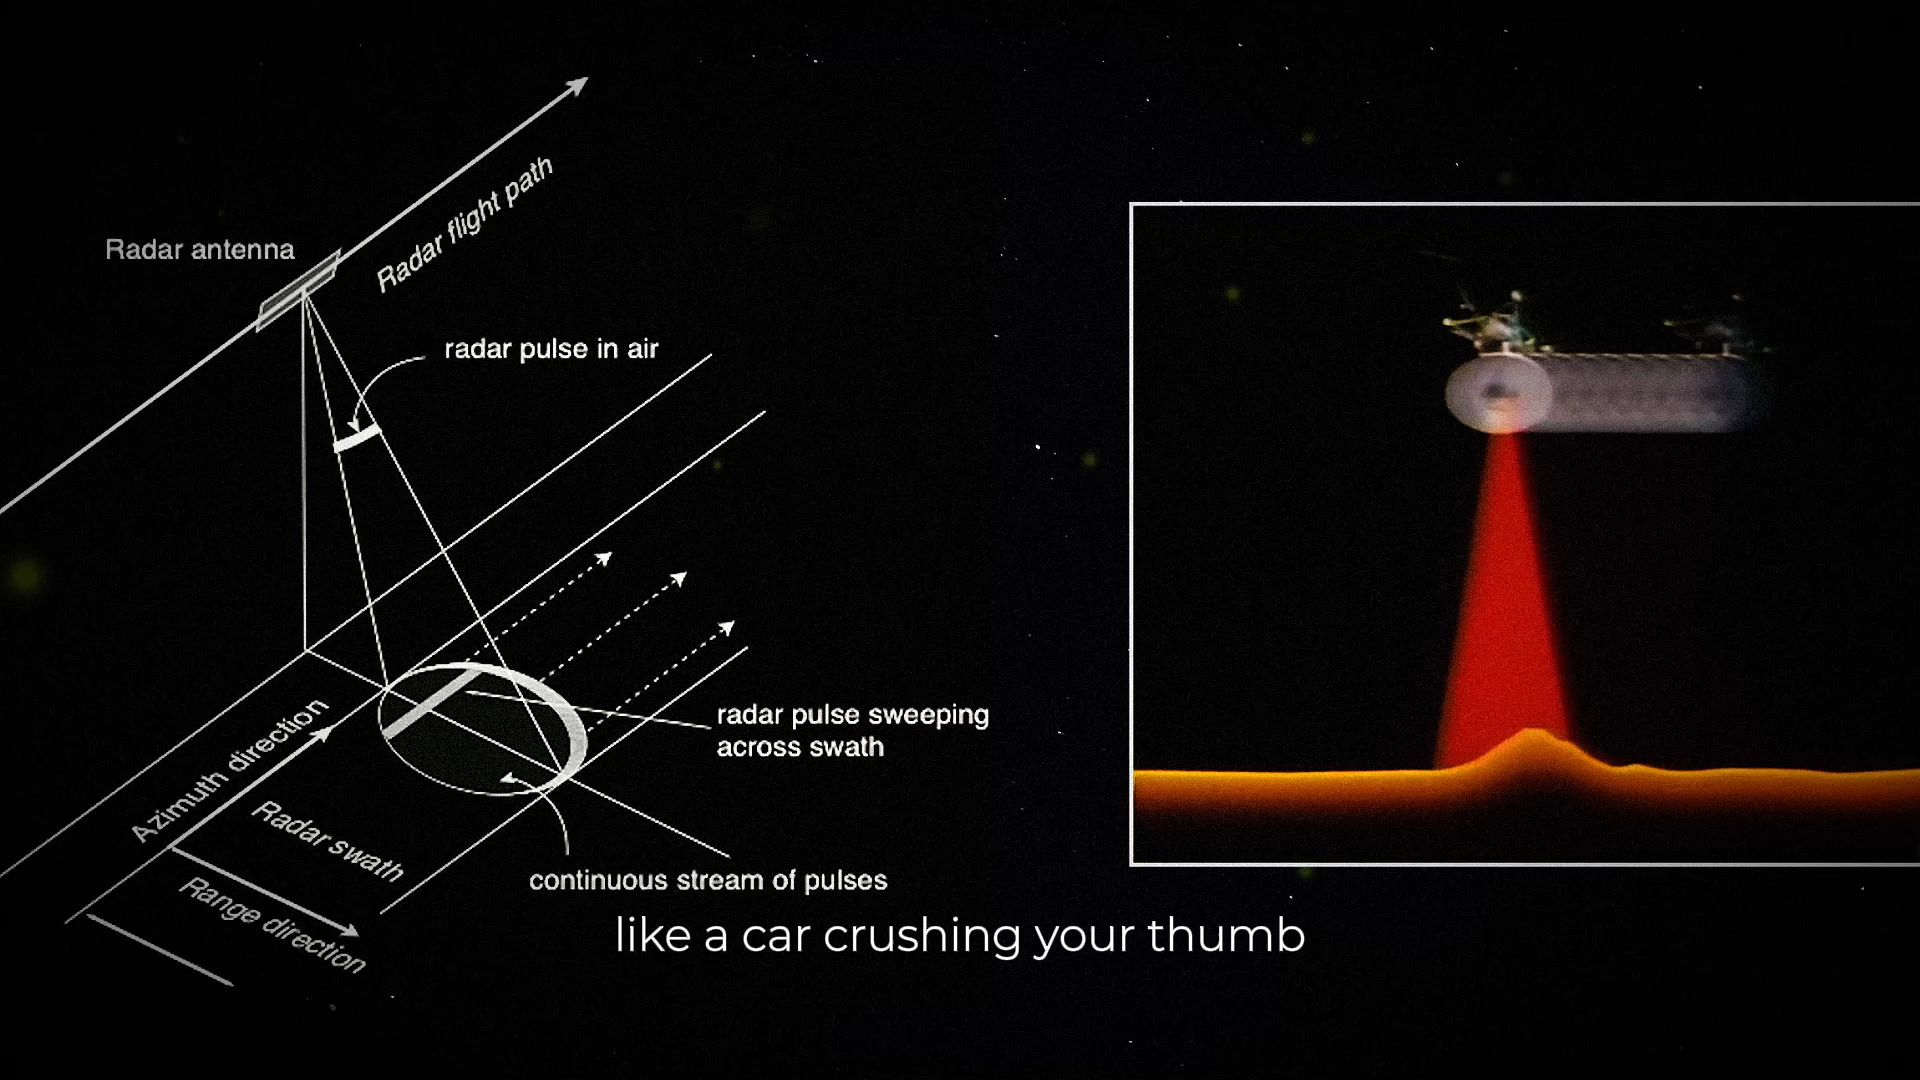 Radar flight path
Radar antenna
radar pulse in air
radar pulse sweeping
across swath
Azimuth direction
Radar swath
Range direction
continuous stream of pulses
like a car crushing your thumb